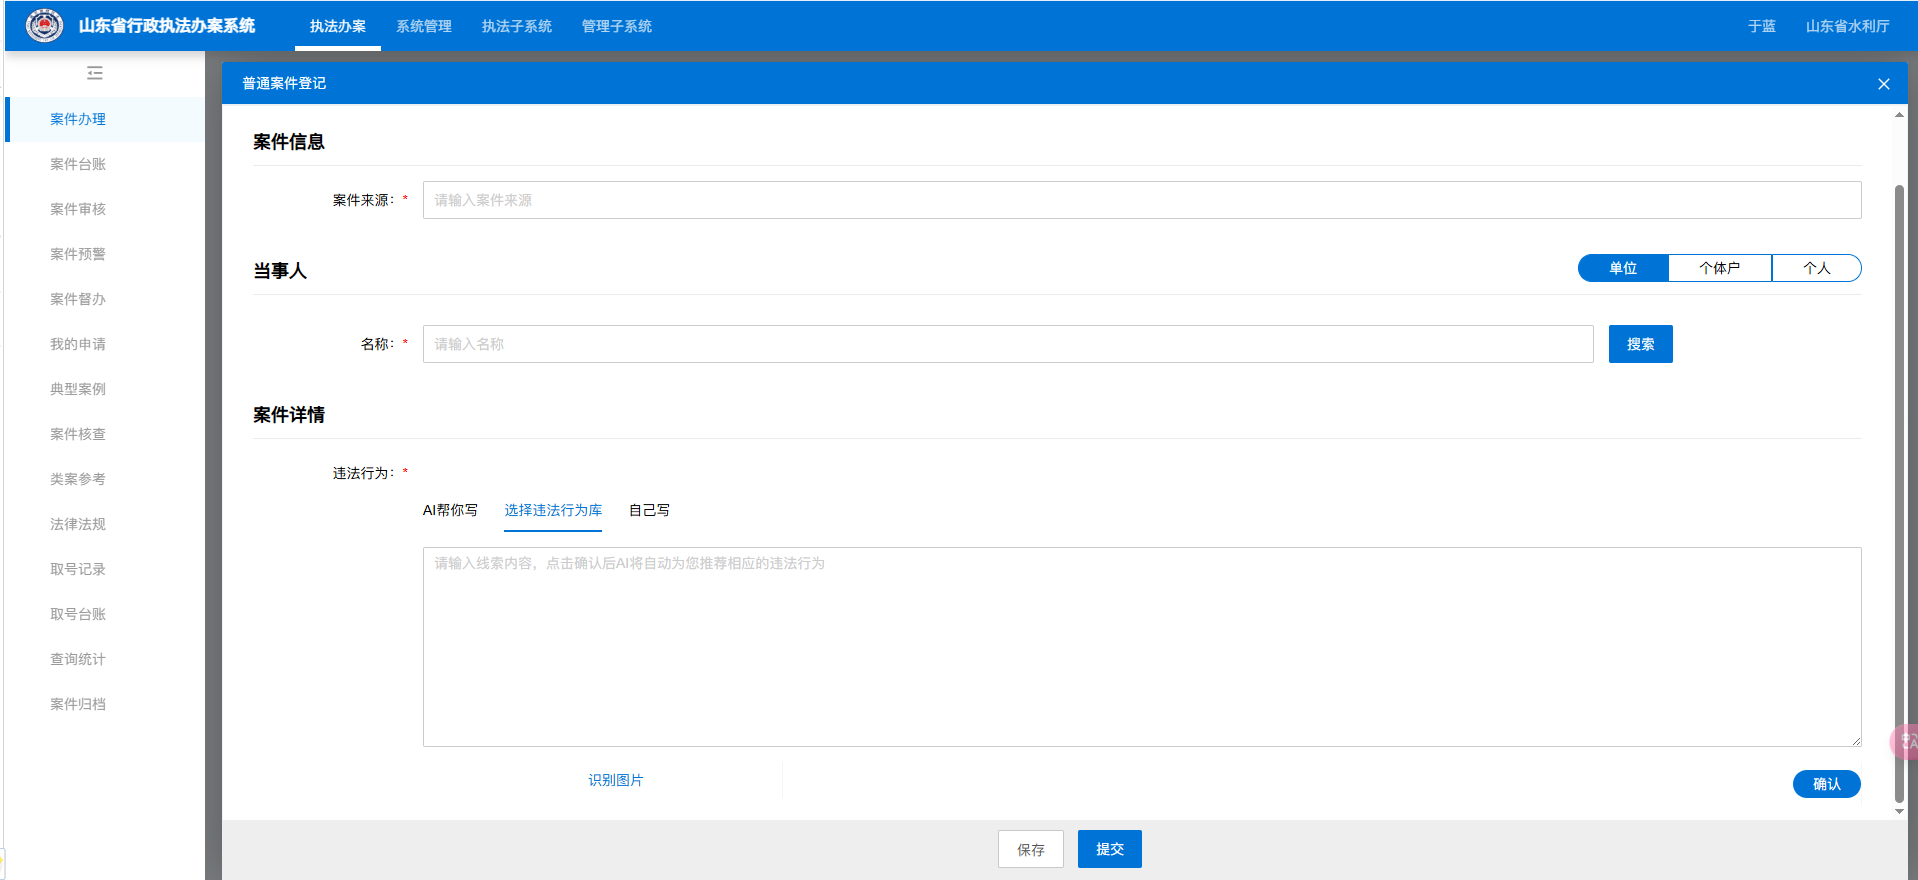 山东省行政执法办案系统
执法办案 系统管理 执法子系统 管理子系统
于蓝 山东省水利厅
案件办理
案件台账
案件审核
案件预警
案件督办
我的申请
典型案例
案件核查
类案参考
法律法规
取号记录
取号台账
查询统计
案件归档
普通案件登记
案件信息
案件来源：* 请输入案件来源
当事人
单位 个体户 个人
名称：* 请输入名称
搜索
案件详情
违法行为：*
AI帮你写 选择违法行为库 自己写
请输入线索内容，点击确认后AI将自动为您推荐相应的违法行为
识别图片
确认
保存 提交